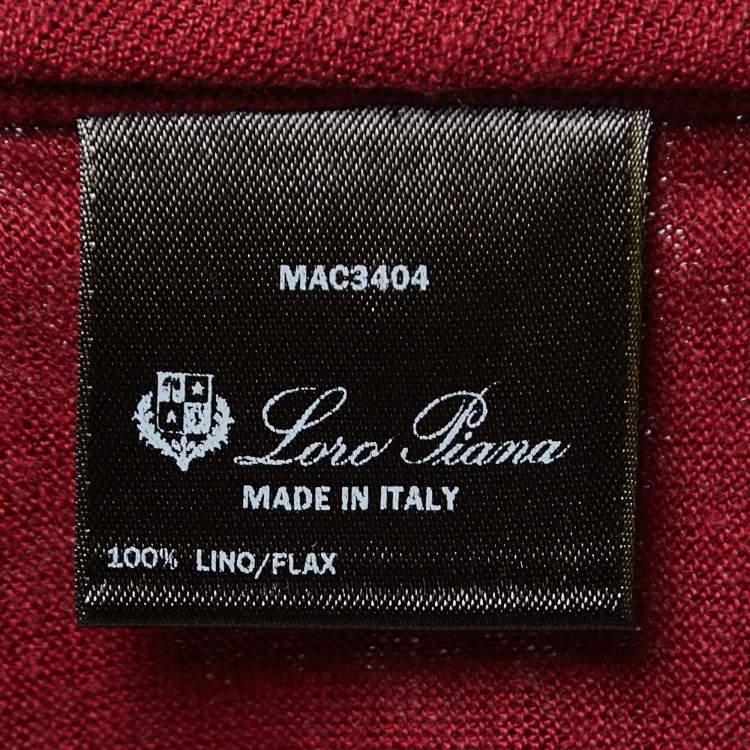 MAC3404
Loro Piana
MADE IN ITALY
100% LINO/FLAX